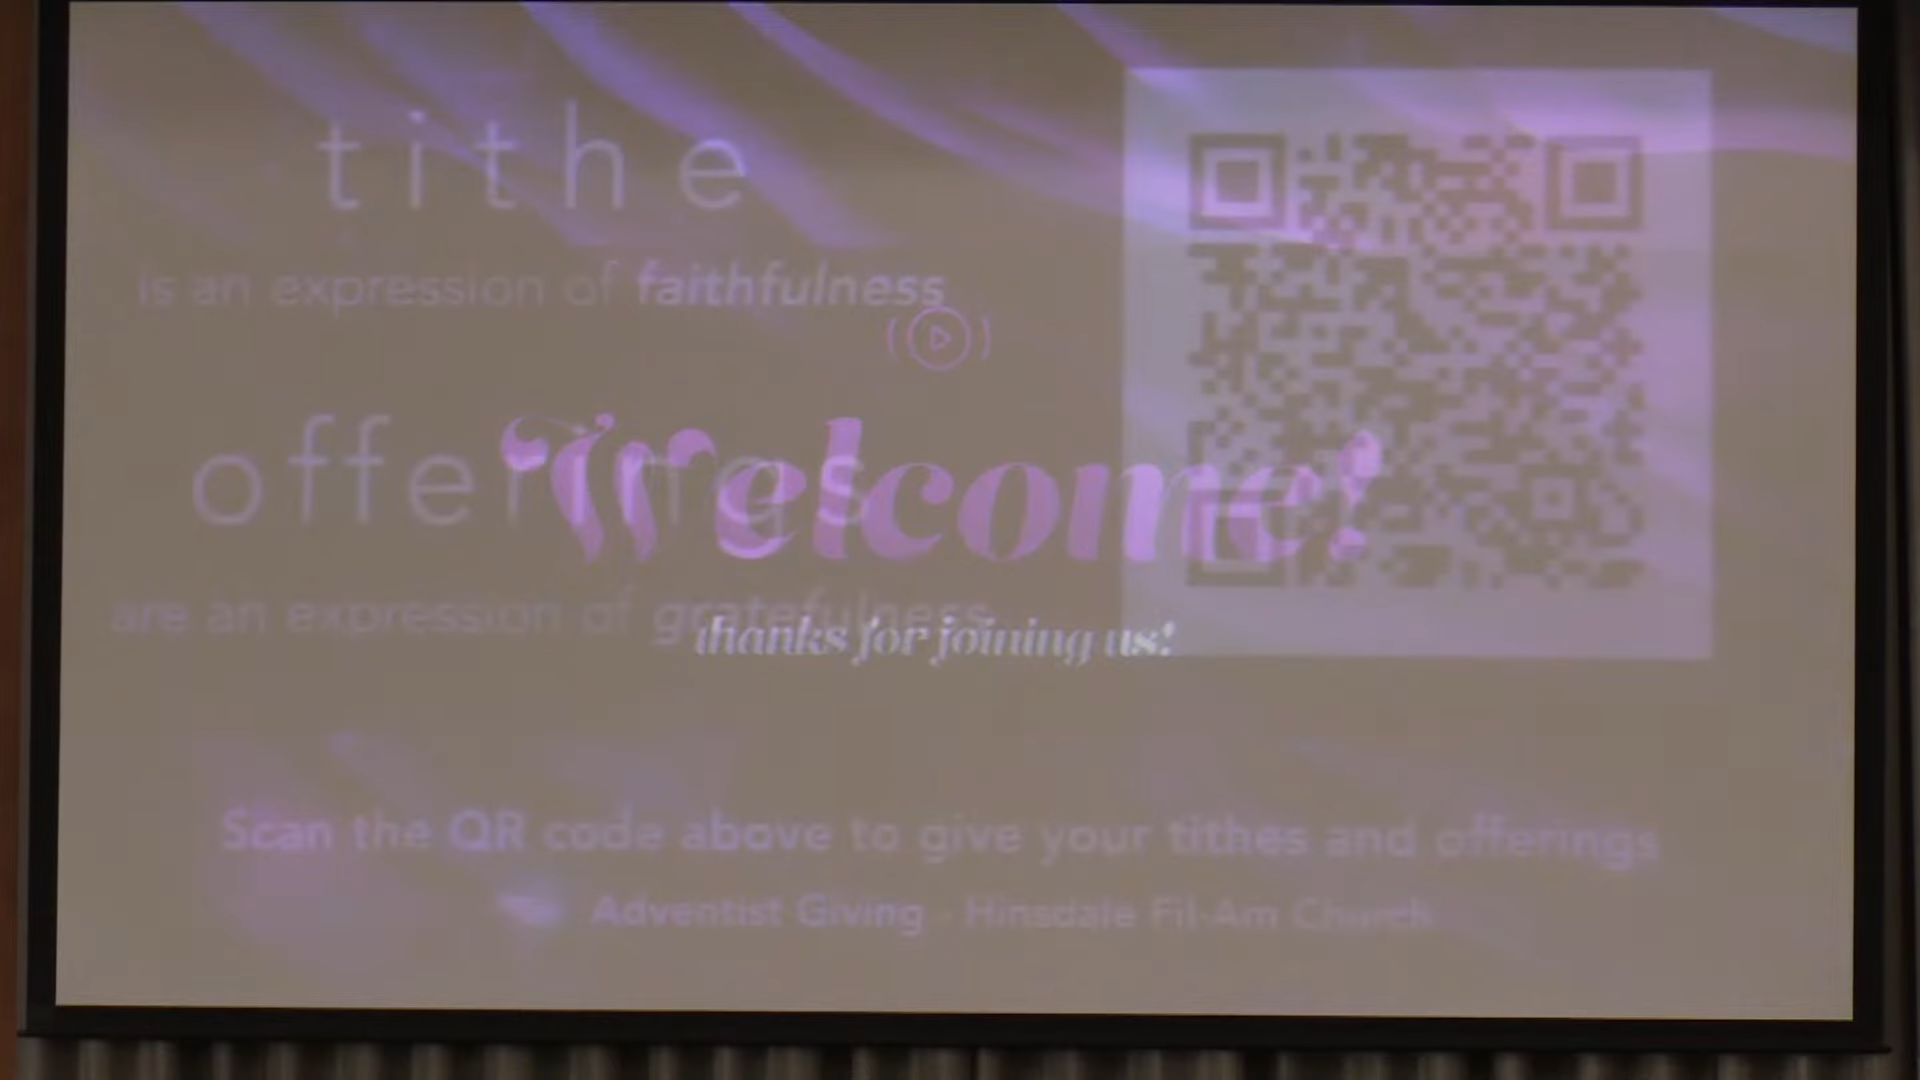 tithe
is an expression of faithfulness
offerings
Welcome!
are an expression of gratefulness
thanks for joining us!
Scan the QR code above to give your tithes and offerings
Adventist Giving - Hinsdale Fil-Am Church